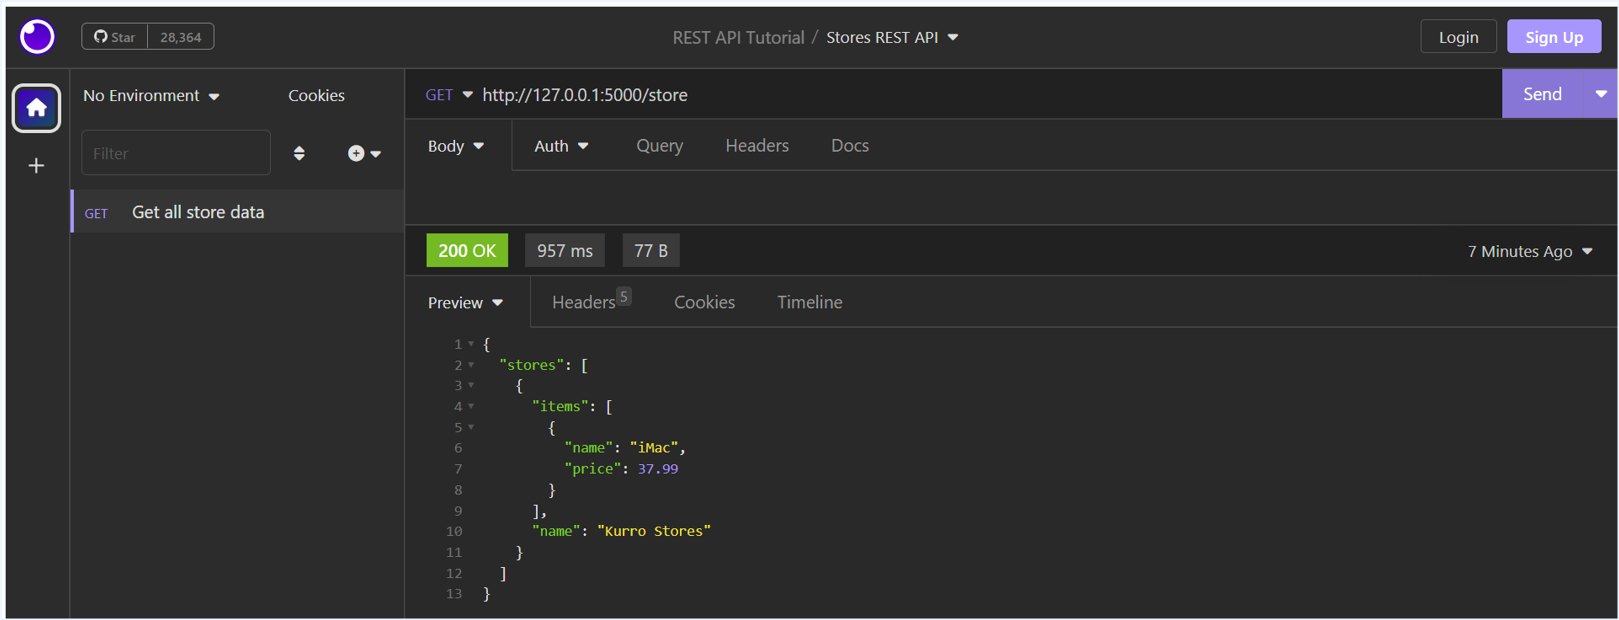 Star 28,364 REST API Tutorial / Stores REST API Login Sign Up
No Environment Cookies
Filter
GET Get all store data
GET http://127.0.0.1:5000/store Send
Body Auth Query Headers Docs
200 OK 957 ms 77 B 7 Minutes Ago
Preview Headers 5 Cookies Timeline
1 {
2 "stores": [
3 {
4 "items": [
5 {
6 "name": "iMac",
7 "price": 37.99
8 }
9 ],
10 "name": "Kurro Stores"
11 }
12 ]
13 }